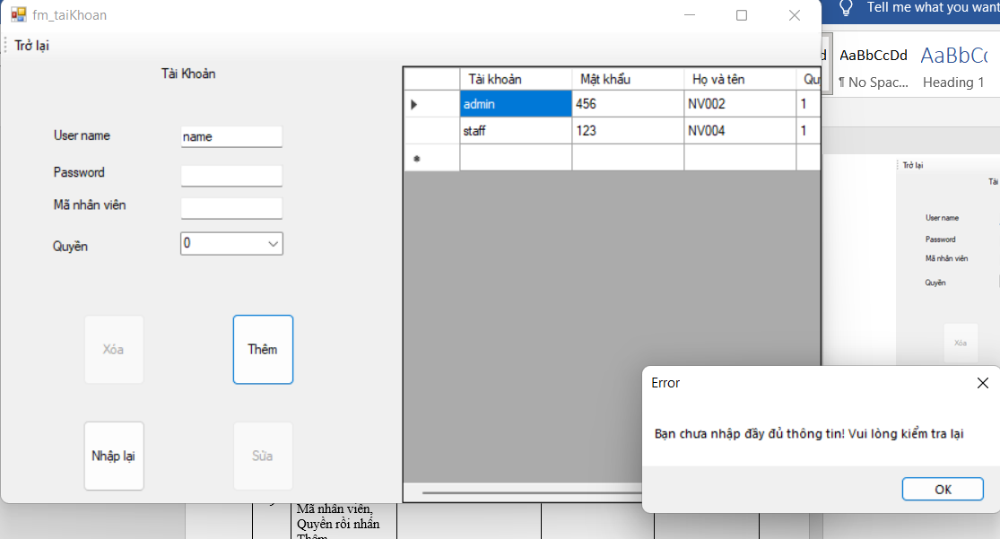 fm_taiKhoan
Tell me what you want
Trở lại
AaBbCcDd AaBbCc
¶ No Spac... Heading 1
Tài Khoản
User name name
Password
Mã nhân viên
Quyền 0
Xóa Thêm
Nhập lại Sửa
Tài khoản Mật khẩu Họ và tên Qu
admin 456 NV002 1
staff 123 NV004 1
Trở lại
Tài
User name
Password
Mã nhân viên
Quyền
Xóa
Error
Bạn chưa nhập đầy đủ thông tin! Vui lòng kiểm tra lại
OK
Mã nhân viên,
Quyền rồi nhấn
Thêm